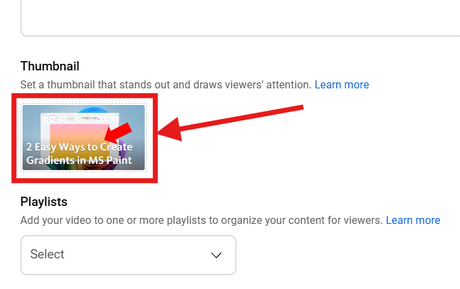 Thumbnail
Set a thumbnail that stands out and draws viewers' attention. Learn more
2 Easy Ways to Create
Gradients in MS Paint
Playlists
Add your video to one or more playlists to organize your content for viewers. Learn more
Select